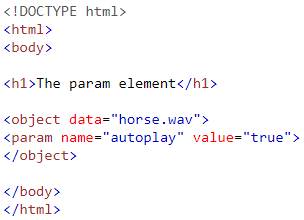 <!DOCTYPE html>
<html>
<body>
<h1>The param element</h1>
<object data="horse.wav">
<param name="autoplay" value="true">
</object>
</body>
</html>